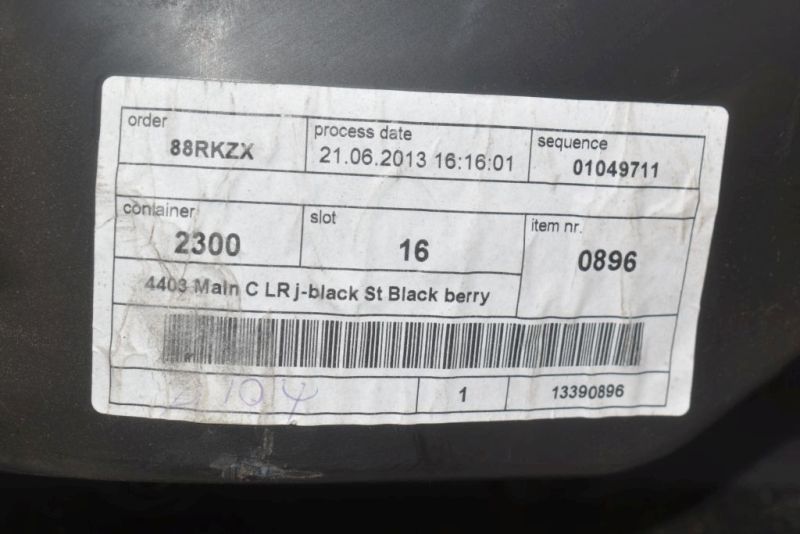 order
88RKZX
process date
21.06.2013 16:16:01
sequence
01049711
container
2300
slot
16
item nr.
0896
4403 Main C LR j-black St Black berry
1
13390896